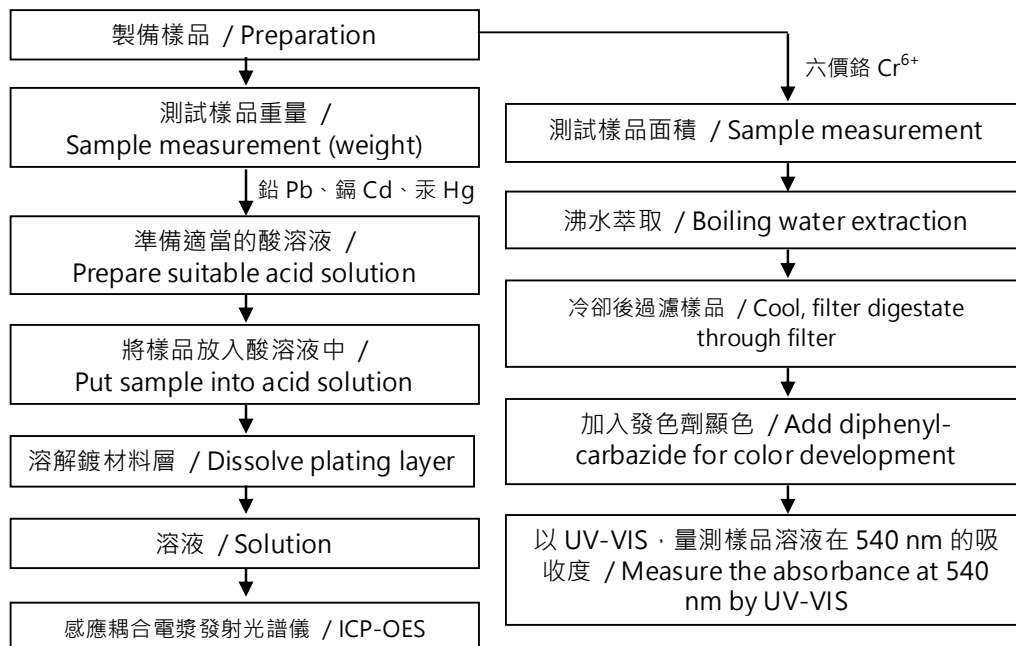 製備樣品 / Preparation
測試樣品重量 /
Sample measurement (weight)
鉛 Pb、鎘 Cd、汞 Hg
準備適當的酸溶液 /
Prepare suitable acid solution
將樣品放入酸溶液中 /
Put sample into acid solution
溶解鍍材料層 / Dissolve plating layer
溶液 / Solution
感應耦合電漿發射光譜儀 / ICP-OES
六價鉻 Cr⁶⁺
測試樣品面積 / Sample measurement
沸水萃取 / Boiling water extraction
冷卻後過濾樣品 / Cool, filter digestate
through filter
加入發色劑顯色 / Add diphenyl-
carbazide for color development
以 UV-VIS,量測樣品溶液在 540 nm 的吸
收度 / Measure the absorbance at 540
nm by UV-VIS